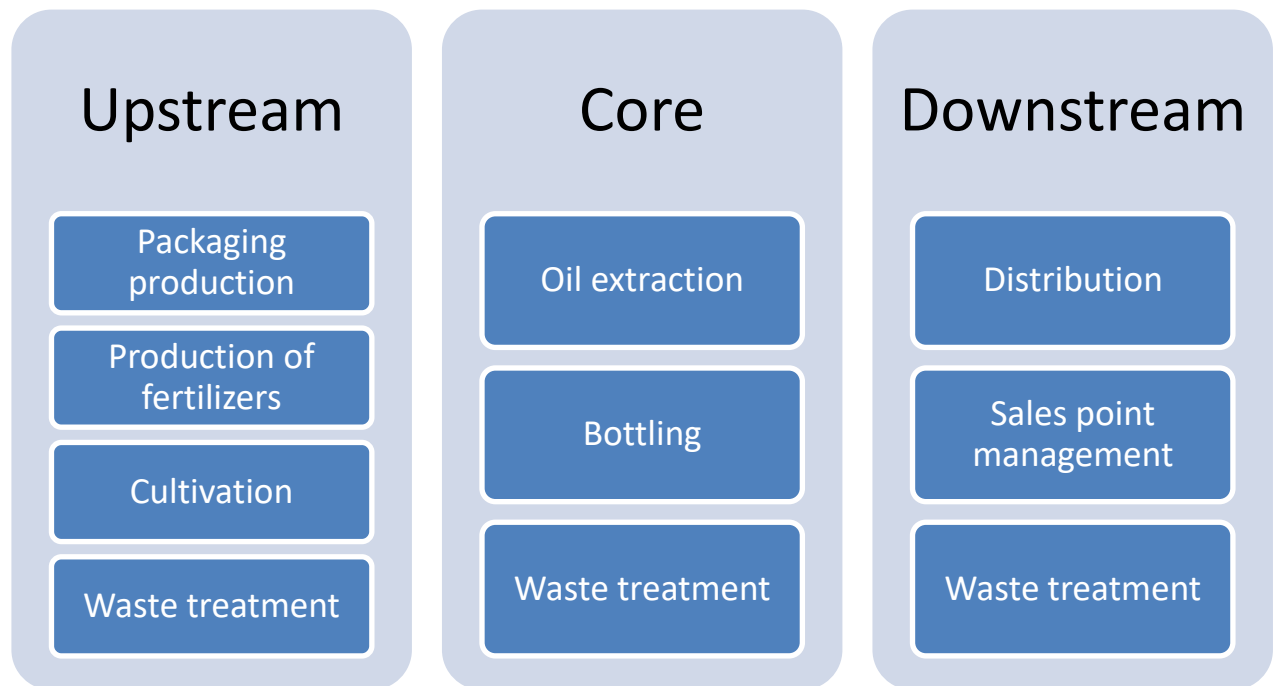 Upstream
Packaging
production
Production of
fertilizers
Cultivation
Waste treatment
Core
Oil extraction
Bottling
Waste treatment
Downstream
Distribution
Sales point
management
Waste treatment